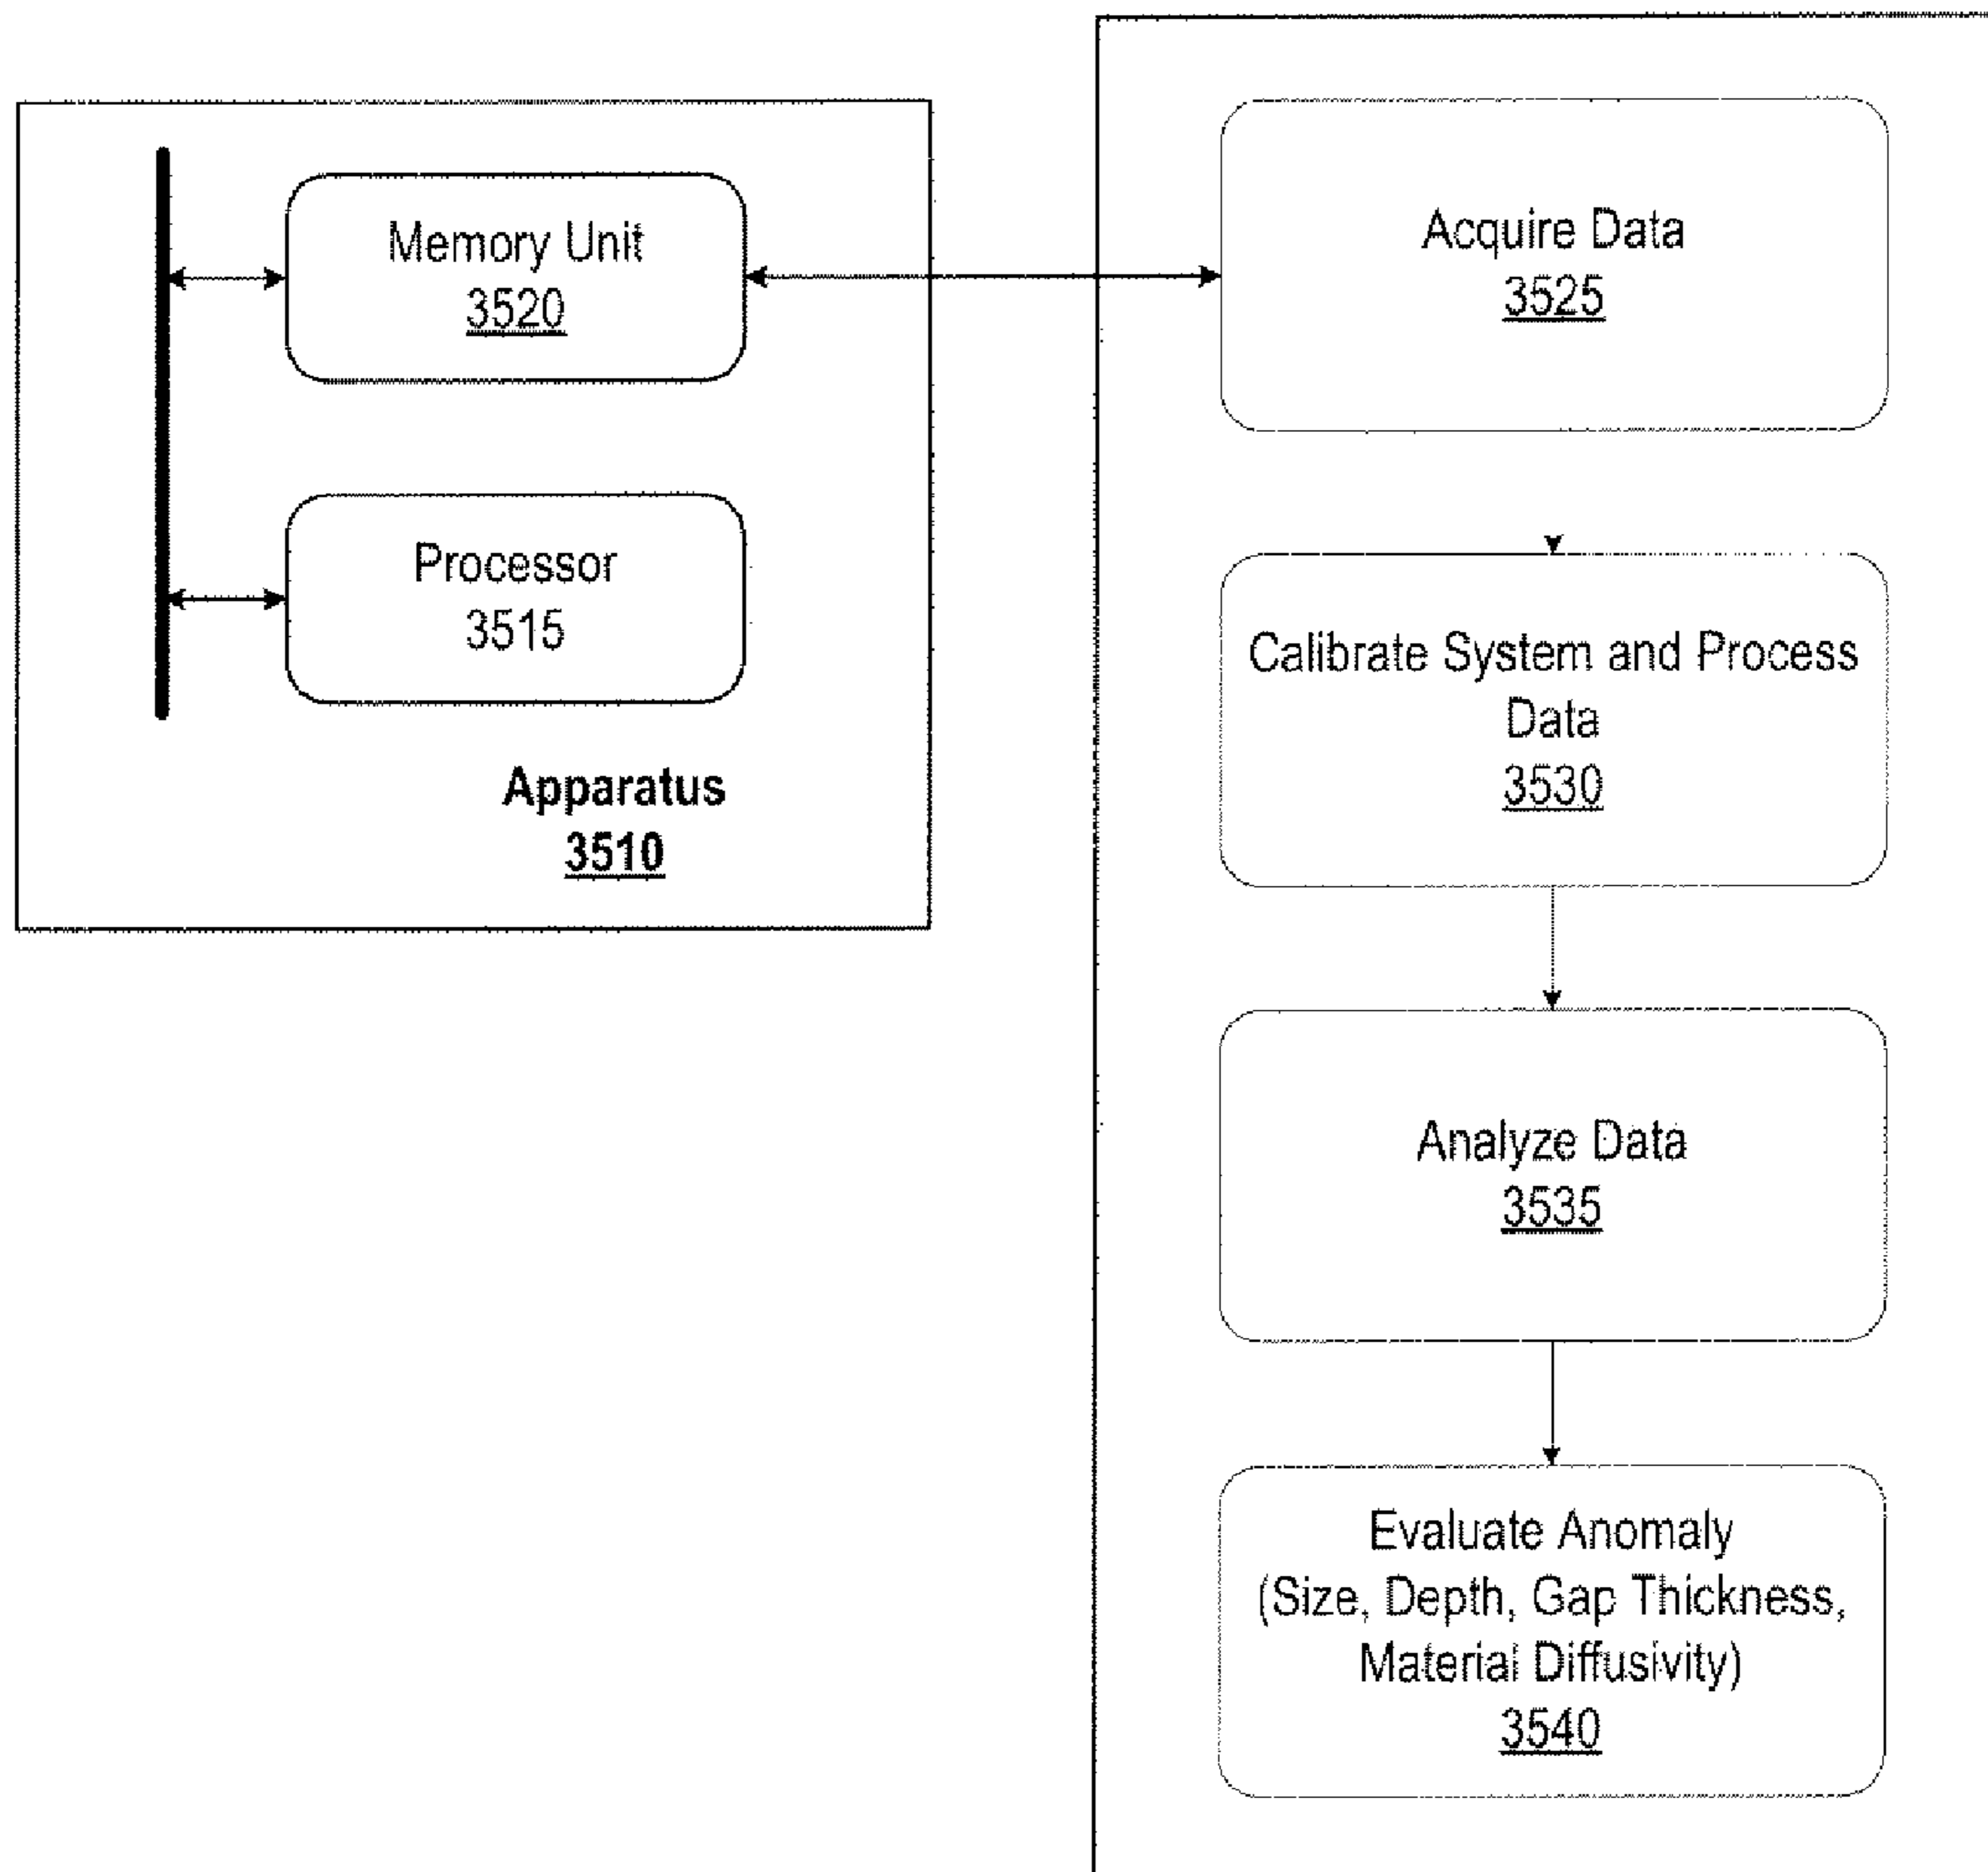 Memory Unit
3520
Processor
3515
Apparatus
3510
Acquire Data
3525
Calibrate System and Process
Data
3530
Analyze Data
3535
Evaluate Anomaly
(Size, Depth, Gap Thickness,
Material Diffusivity)
3540